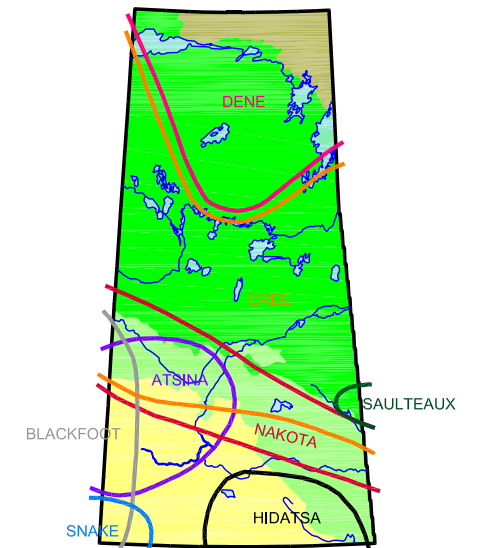 DENE
CREE
ATSINA
SAULTEAUX
BLACKFOOT
NAKOTA
HIDATSA
SNAKE